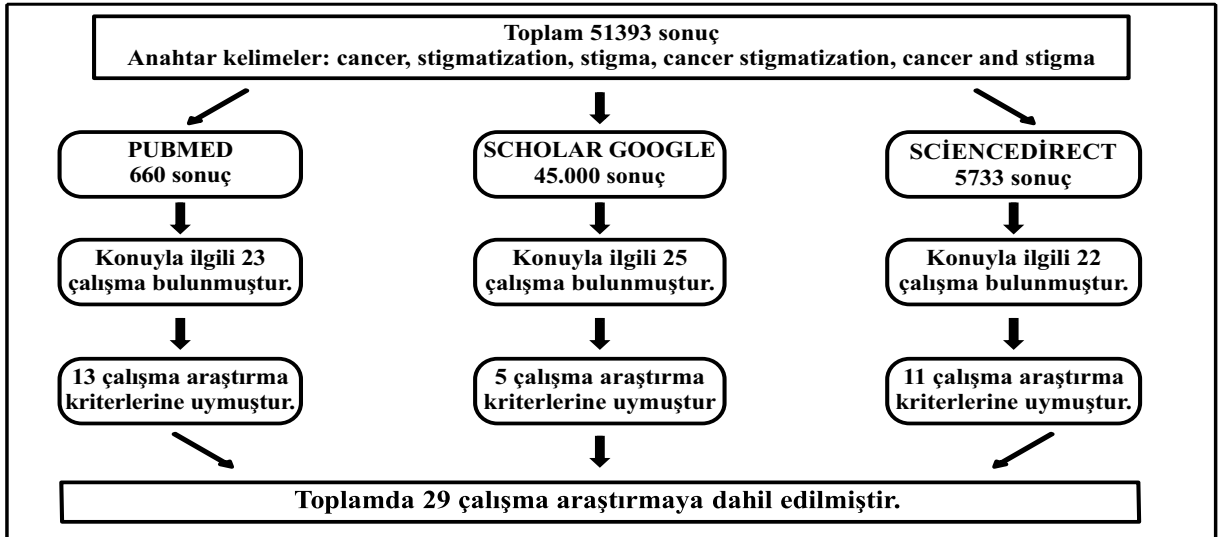 Toplam 51393 sonuç
Anahtar kelimeler: cancer, stigmatization, stigma, cancer stigmatization, cancer and stigma
PUBMED
660 sonuç
SCHOLAR GOOGLE
45.000 sonuç
SCİENCEDİRECT
5733 sonuç
Konuyla ilgili 23
çalışma bulunmuştur.
Konuyla ilgili 25
çalışma bulunmuştur.
Konuyla ilgili 22
çalışma bulunmuştur.
13 çalışma araştırma
kriterlerine uymuştur.
5 çalışma araştırma
kriterlerine uymuştur
11 çalışma araştırma
kriterlerine uymuştur.
Toplamda 29 çalışma araştırmaya dahil edilmiştir.